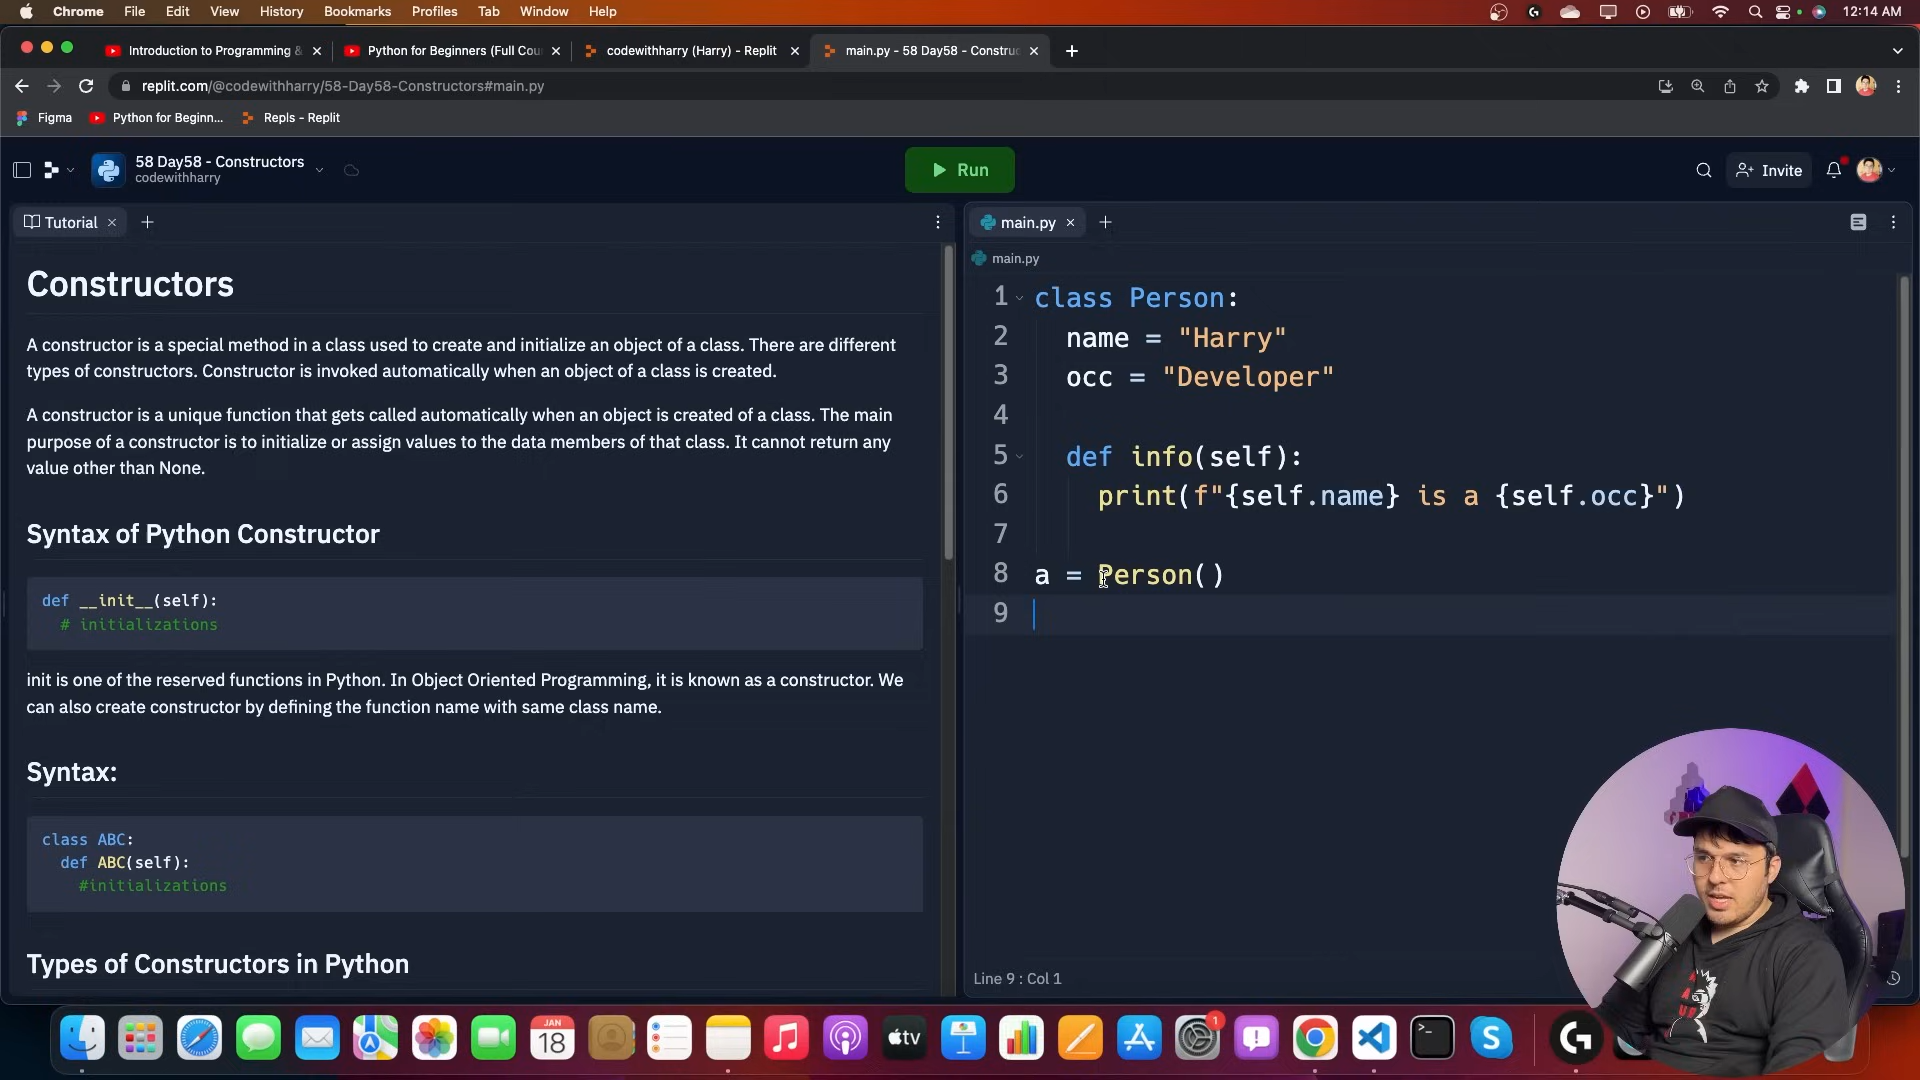 Chrome File Edit View History Bookmarks Profiles Tab Window Help 12:14 AM
Introduction to Programming & Python for Beginners (Full Cou codewithharry (Harry) - Replit main.py - 58 Day58 - Construc
replit.com/@codewithharry/58-Day58-Constructors#main.py
Figma Python for Beginn... Repls - Replit
58 Day58 - Constructors
codewithharry
Run
Invite
Tutorial
Constructors
A constructor is a special method in a class used to create and initialize an object of a class. There are different
types of constructors. Constructor is invoked automatically when an object of a class is created.
A constructor is a unique function that gets called automatically when an object is created of a class. The main
purpose of a constructor is to initialize or assign values to the data members of that class. It cannot return any
value other than None.
Syntax of Python Constructor
def __init__(self):
# initializations
init is one of the reserved functions in Python. In Object Oriented Programming, it is known as a constructor. We
can also create constructor by defining the function name with same class name.
Syntax:
class ABC:
def ABC(self):
#initializations
Types of Constructors in Python
main.py
main.py
1 class Person:
2 name = "Harry"
3 occ = "Developer"
4
5 def info(self):
6 print(f"{self.name} is a {self.occ}")
7
8 a = Person()
9
Line 9 : Col 1
JAN
18
tv
1